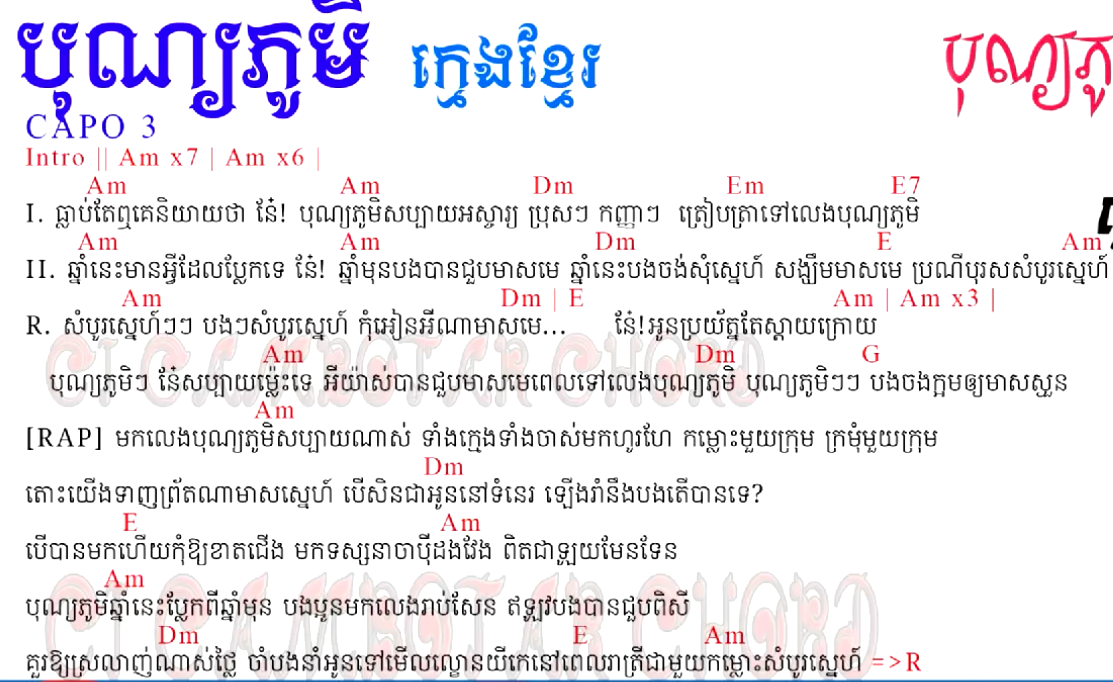 បុណ្យភូមិ ក្មេងខ្មែរ បុណ្យភូ
CAPO 3
Intro || Am x7 | Am x6 |
Am Am Dm Em E7
I. ធ្លាប់តែឮគេនិយាយថា នែ៎! បុណ្យភូមិសប្បាយអស្ចារ្យ ប្រុសៗ កញ្ញាៗ ត្រៀបត្រាទៅលេងបុណ្យភូមិ
Am Am Dm E Am
II. ឆ្នាំនេះមានអ្វីដែលប្លែកទេ នែ៎! ឆ្នាំមុនបងបានជួបមាសមេ ឆ្នាំនេះបងចង់សុំស្នេហ៍ សង្ឃឹមមាសមេ ប្រណីបុរសសំបូរស្នេហ៍
Am Dm | E Am | Am x3 |
R. សំបូរស្នេហ៍ៗៗ បងៗសំបូរស្នេហ៍ កុំអៀនអីណាមាសមេ... នែ៎!អូនប្រយ័ត្នតែស្ដាយក្រោយ
Am Dm G
បុណ្យភូមិៗ នែ៎សប្បាយម្ល៉េះទេ អីយ៉ាស់បានជួបមាសមេពេលទៅលេងបុណ្យភូមិ បុណ្យភូមិៗៗ បងចងក្អមឲ្យមាសស្ងួន
Am
[RAP] មកលេងបុណ្យភូមិសប្បាយណាស់ ទាំងក្មេងទាំងចាស់មកហូរហែ កម្លោះមួយក្រុម ក្រមុំមួយក្រុម
Dm
តោះយើងទាញព្រ័តណាមាសស្នេហ៍ បើសិនជាអូននៅទំនេរ ឡើងរាំនឹងបងតើបានទេ?
E Am
បើបានមកហើយកុំឱ្យខាតជើង មកទស្សនាចាប៉ីដងវែង ពិតជាឡូយមែនទែន
Am
បុណ្យភូមិឆ្នាំនេះប្លែកពីឆ្នាំមុន បងប្អូនមកលេងរាប់សែន ឥឡូវបងបានជួបពិសី
Dm E Am
គួរឱ្យស្រលាញ់ណាស់ថ្លៃ ចាំបងនាំអូនទៅមើលល្ខោនយីកេនៅពេលរាត្រីជាមួយកម្លោះសំបូរស្នេហ៍ =>R
CI CAMBOT AR CHORD